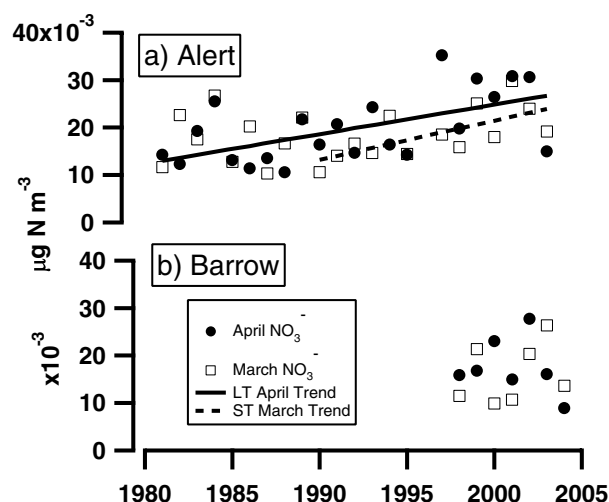 40x10⁻³
a) Alert
30
20
10
0
µg N m⁻³
b) Barrow
40
30
20
10
0
x10⁻³
April NO₃⁻
March NO₃⁻
LT April Trend
ST March Trend
1980 1985 1990 1995 2000 2005